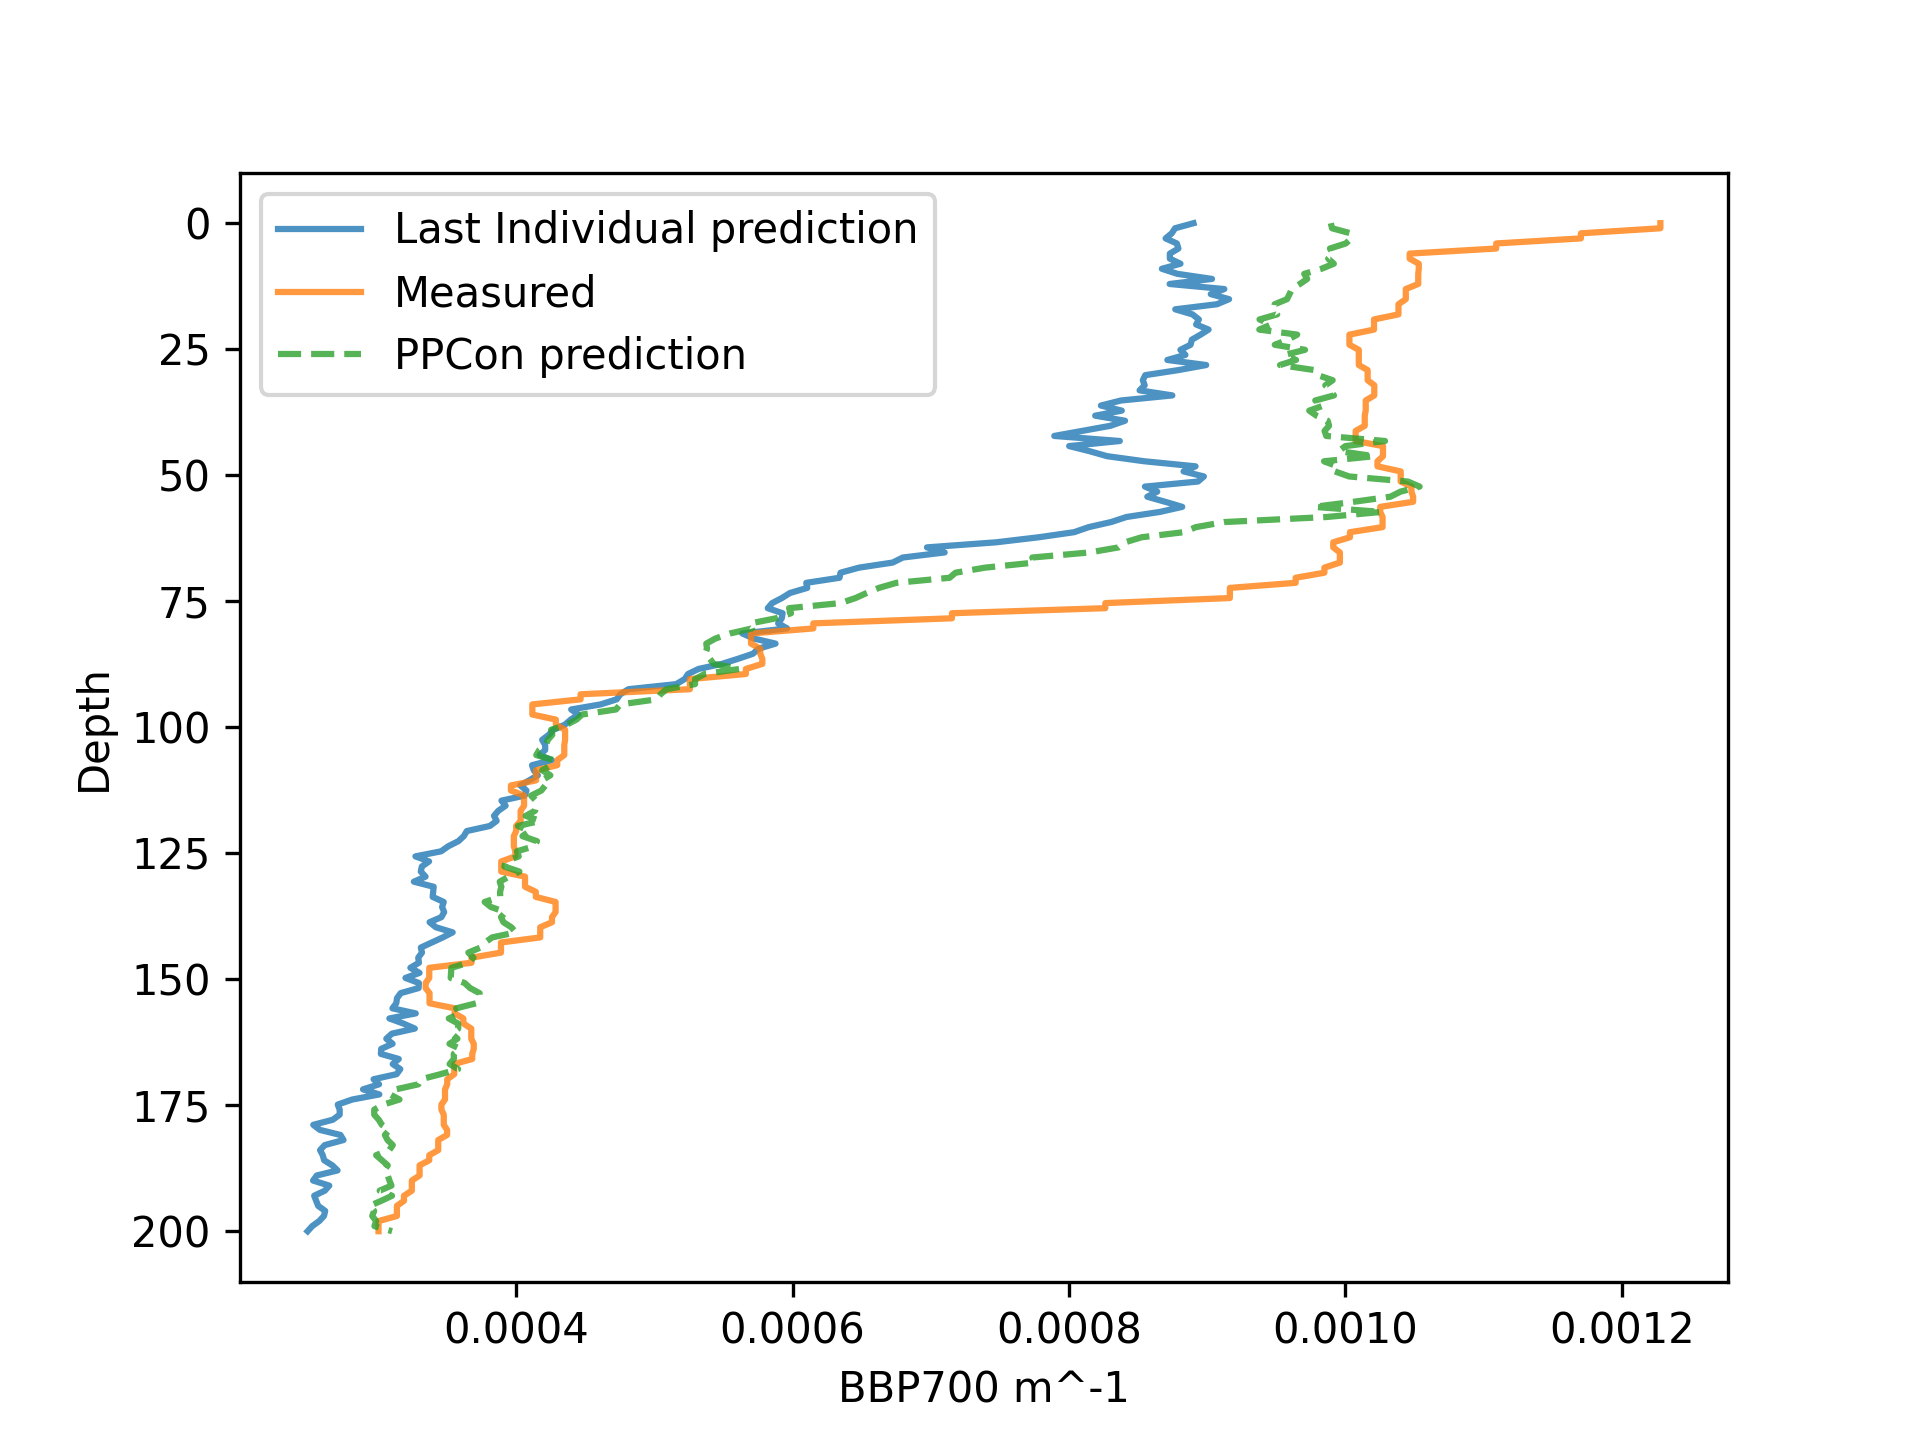 Last Individual prediction
Measured
PPCon prediction
0
25
50
75
100
125
150
175
200
Depth
0.0004 0.0006 0.0008 0.0010 0.0012
BBP700 m^-1